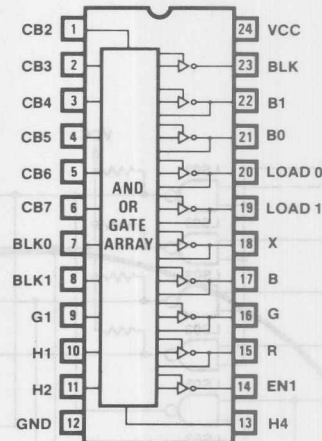 CB2 1
CB3 2
CB4 3
CB5 4
CB6 5
CB7 6
BLK0 7
BLK1 8
G1 9
H1 10
H2 11
GND 12
AND
OR
GATE
ARRAY
24 VCC
23 BLK
22 B1
21 B0
20 LOAD 0
19 LOAD 1
18 X
17 B
16 G
15 R
14 EN1
13 H4